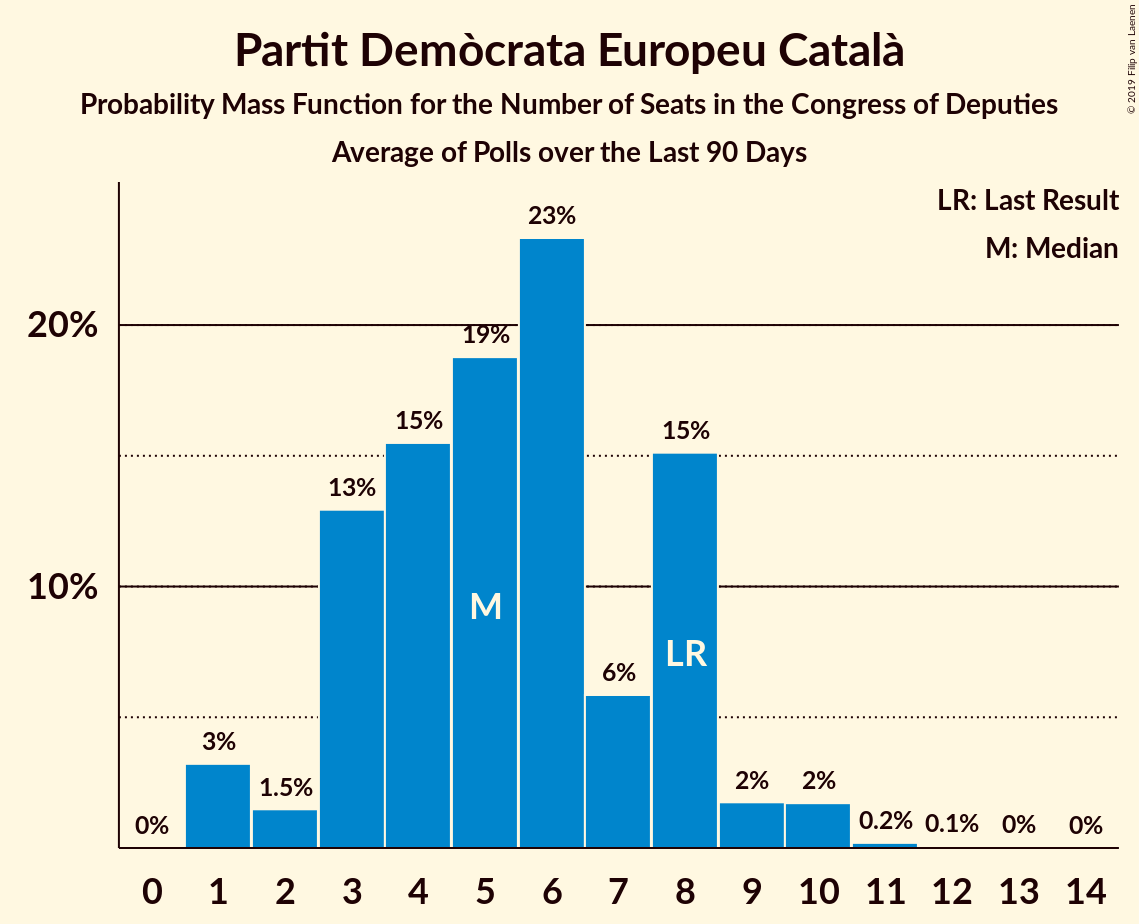 Partit Demòcrata Europeu Català
Probability Mass Function for the Number of Seats in the Congress of Deputies
Average of Polls over the Last 90 Days
© 2019 Filip van Laenen
LR: Last Result
M: Median
20%
10%
0%
3%
1.5%
13%
15%
19%
23%
6%
15%
2%
2%
0.2%
0.1%
0%
0%
M
LR
0 1 2 3 4 5 6 7 8 9 10 11 12 13 14